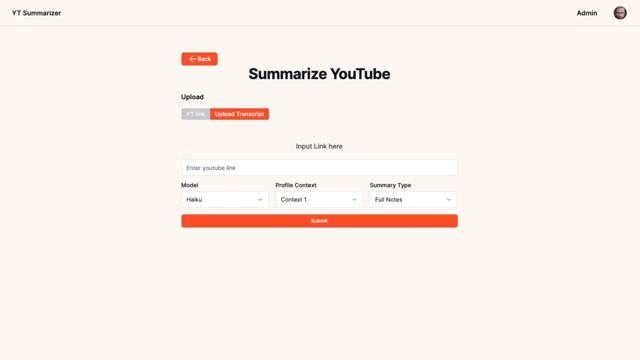 YT Summarizer
Admin
Back
Summarize YouTube
Upload
YT link Upload Transcript
Input Link here
Enter youtube link
Model Profile Context Summary Type
Haiku Context 1 Full Notes
Submit